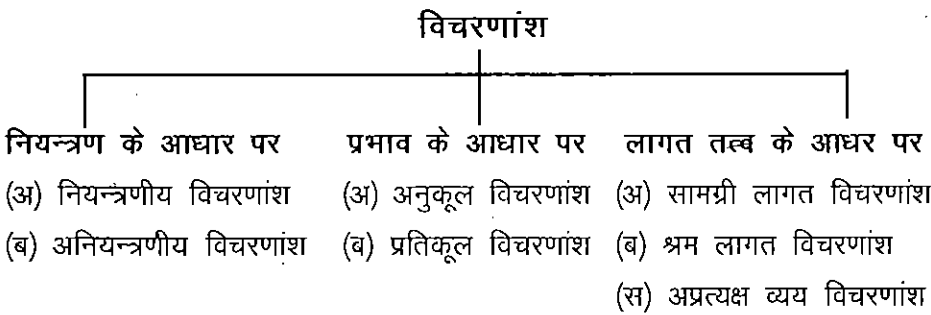 विचरणांश
नियन्त्रण के आधार पर
(अ) नियन्त्रणीय विचरणांश
(ब) अनियन्त्रणीय विचरणांश
प्रभाव के आधार पर
(अ) अनुकूल विचरणांश
(ब) प्रतिकूल विचरणांश
लागत तत्व के आधर पर
(अ) सामग्री लागत विचरणांश
(ब) श्रम लागत विचरणांश
(स) अप्रत्यक्ष व्यय विचरणांश